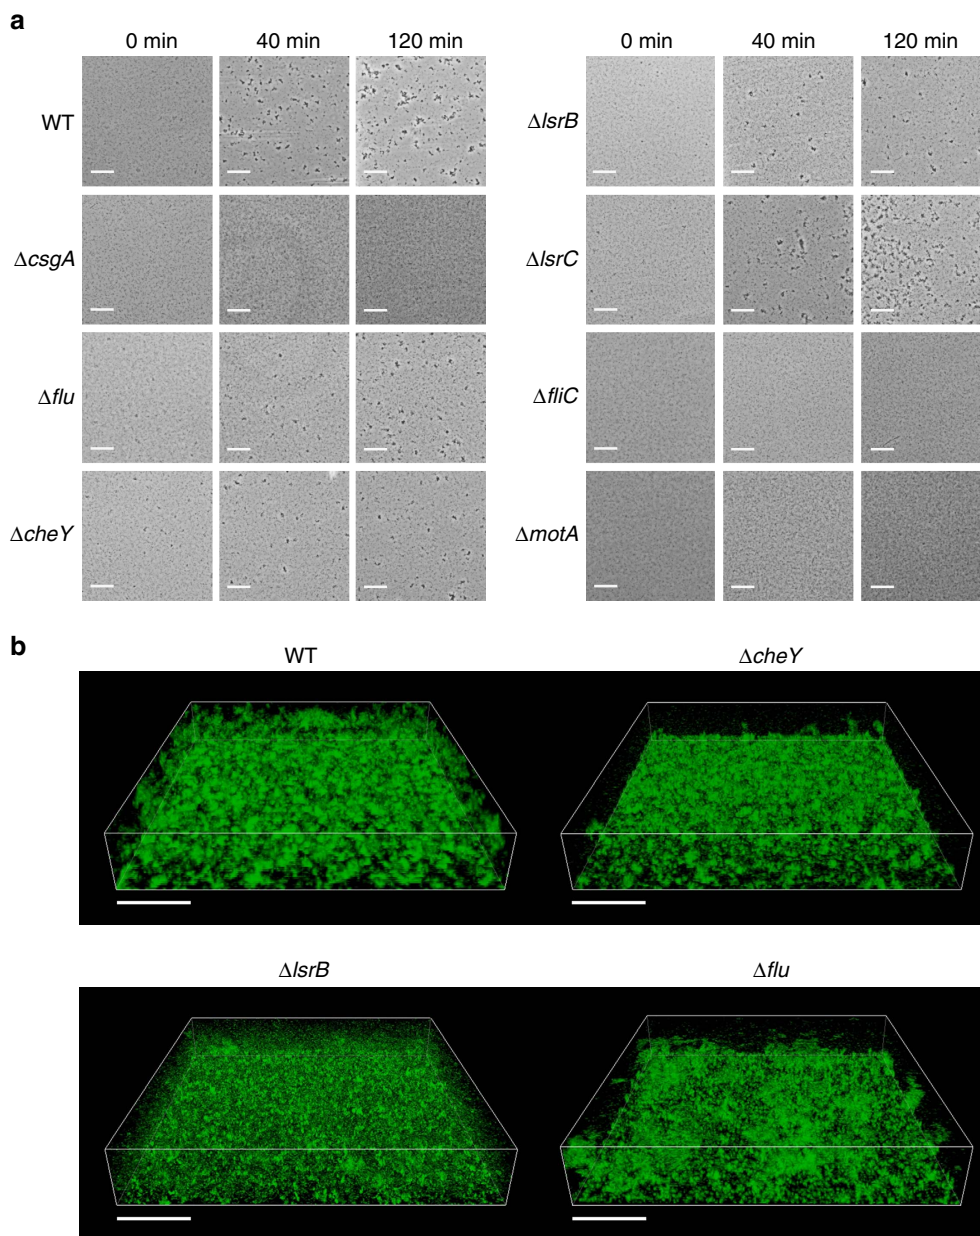 a
0 min 40 min 120 min 0 min 40 min 120 min
WT ΔlsrB
ΔcsgA ΔlsrC
Δflu ΔfliC
ΔcheY ΔmotA
b
WT ΔcheY
ΔlsrB Δflu